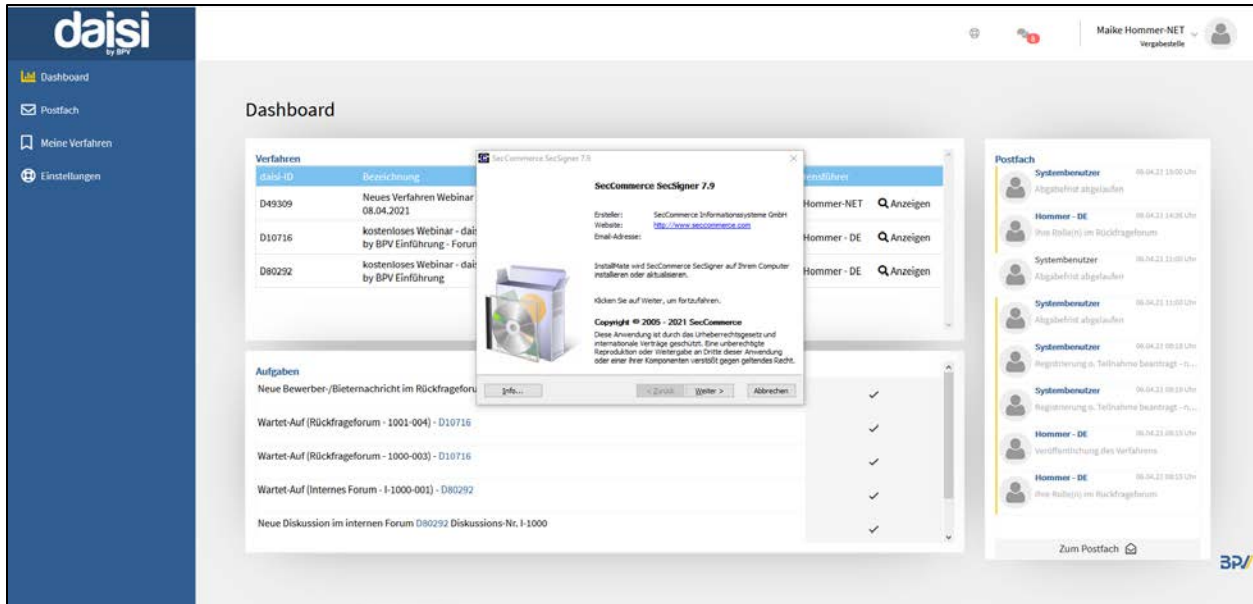 daisi
by BPV
Maike Hommer-NET
Vergabestelle
Dashboard
Postfach
Meine Verfahren
Einstellungen
Dashboard
Verfahren
daisi-ID
Bezeichnung
D49309
Neues Verfahren Webinar
08.04.2021
Hommer-NET
Anzeigen
D10716
kostenloses Webinar - dais
by BPV Einführung - Forun
Hommer - DE
Anzeigen
D80292
kostenloses Webinar - dais
by BPV Einführung
Hommer - DE
Anzeigen
SecCommerce SecSigner 7.9
SecCommerce SecSigner 7.9
Ersteller: SecCommerce Informationssysteme GmbH
Website: http://www.seccommerce.com
Email-Adresse:
InstallMate wird SecCommerce SecSigner auf Ihrem Computer
installieren oder aktualisieren.
Klicken Sie auf Weiter, um fortzufahren.
Copyright © 2005 - 2021 SecCommerce
Diese Anwendung ist durch das Urheberrechtsgesetz und
internationale Verträge geschützt. Eine unberechtigte
Reproduktion oder Weitergabe an Dritte dieser Anwendung
oder einer ihrer Komponenten verstößt gegen geltendes Recht.
Info...
< Zurück
Weiter >
Abbrechen
Aufgaben
Neue Bewerber-/Bieternachricht im Rückfrageforu
Wartet-Auf (Rückfrageforum - 1001-004) - D10716
Wartet-Auf (Rückfrageforum - 1000-003) - D10716
Wartet-Auf (Internes Forum - I-1000-001) - D80292
Neue Diskussion im internen Forum D80292 Diskussions-Nr. I-1000
Postfach
Systembenutzer
Abgabefrist abgelaufen
Hommer - DE
Ihre Rolle(n) im Rückfrageforum
Systembenutzer
Abgabefrist abgelaufen
Systembenutzer
Abgabefrist abgelaufen
Systembenutzer
Registrierung o. Teilnahme beantragt - n...
Systembenutzer
Registrierung o. Teilnahme beantragt - n...
Hommer - DE
Veröffentlichung des Verfahrens
Hommer - DE
Ihre Rolle(n) im Rückfrageforum
Zum Postfach
BPV